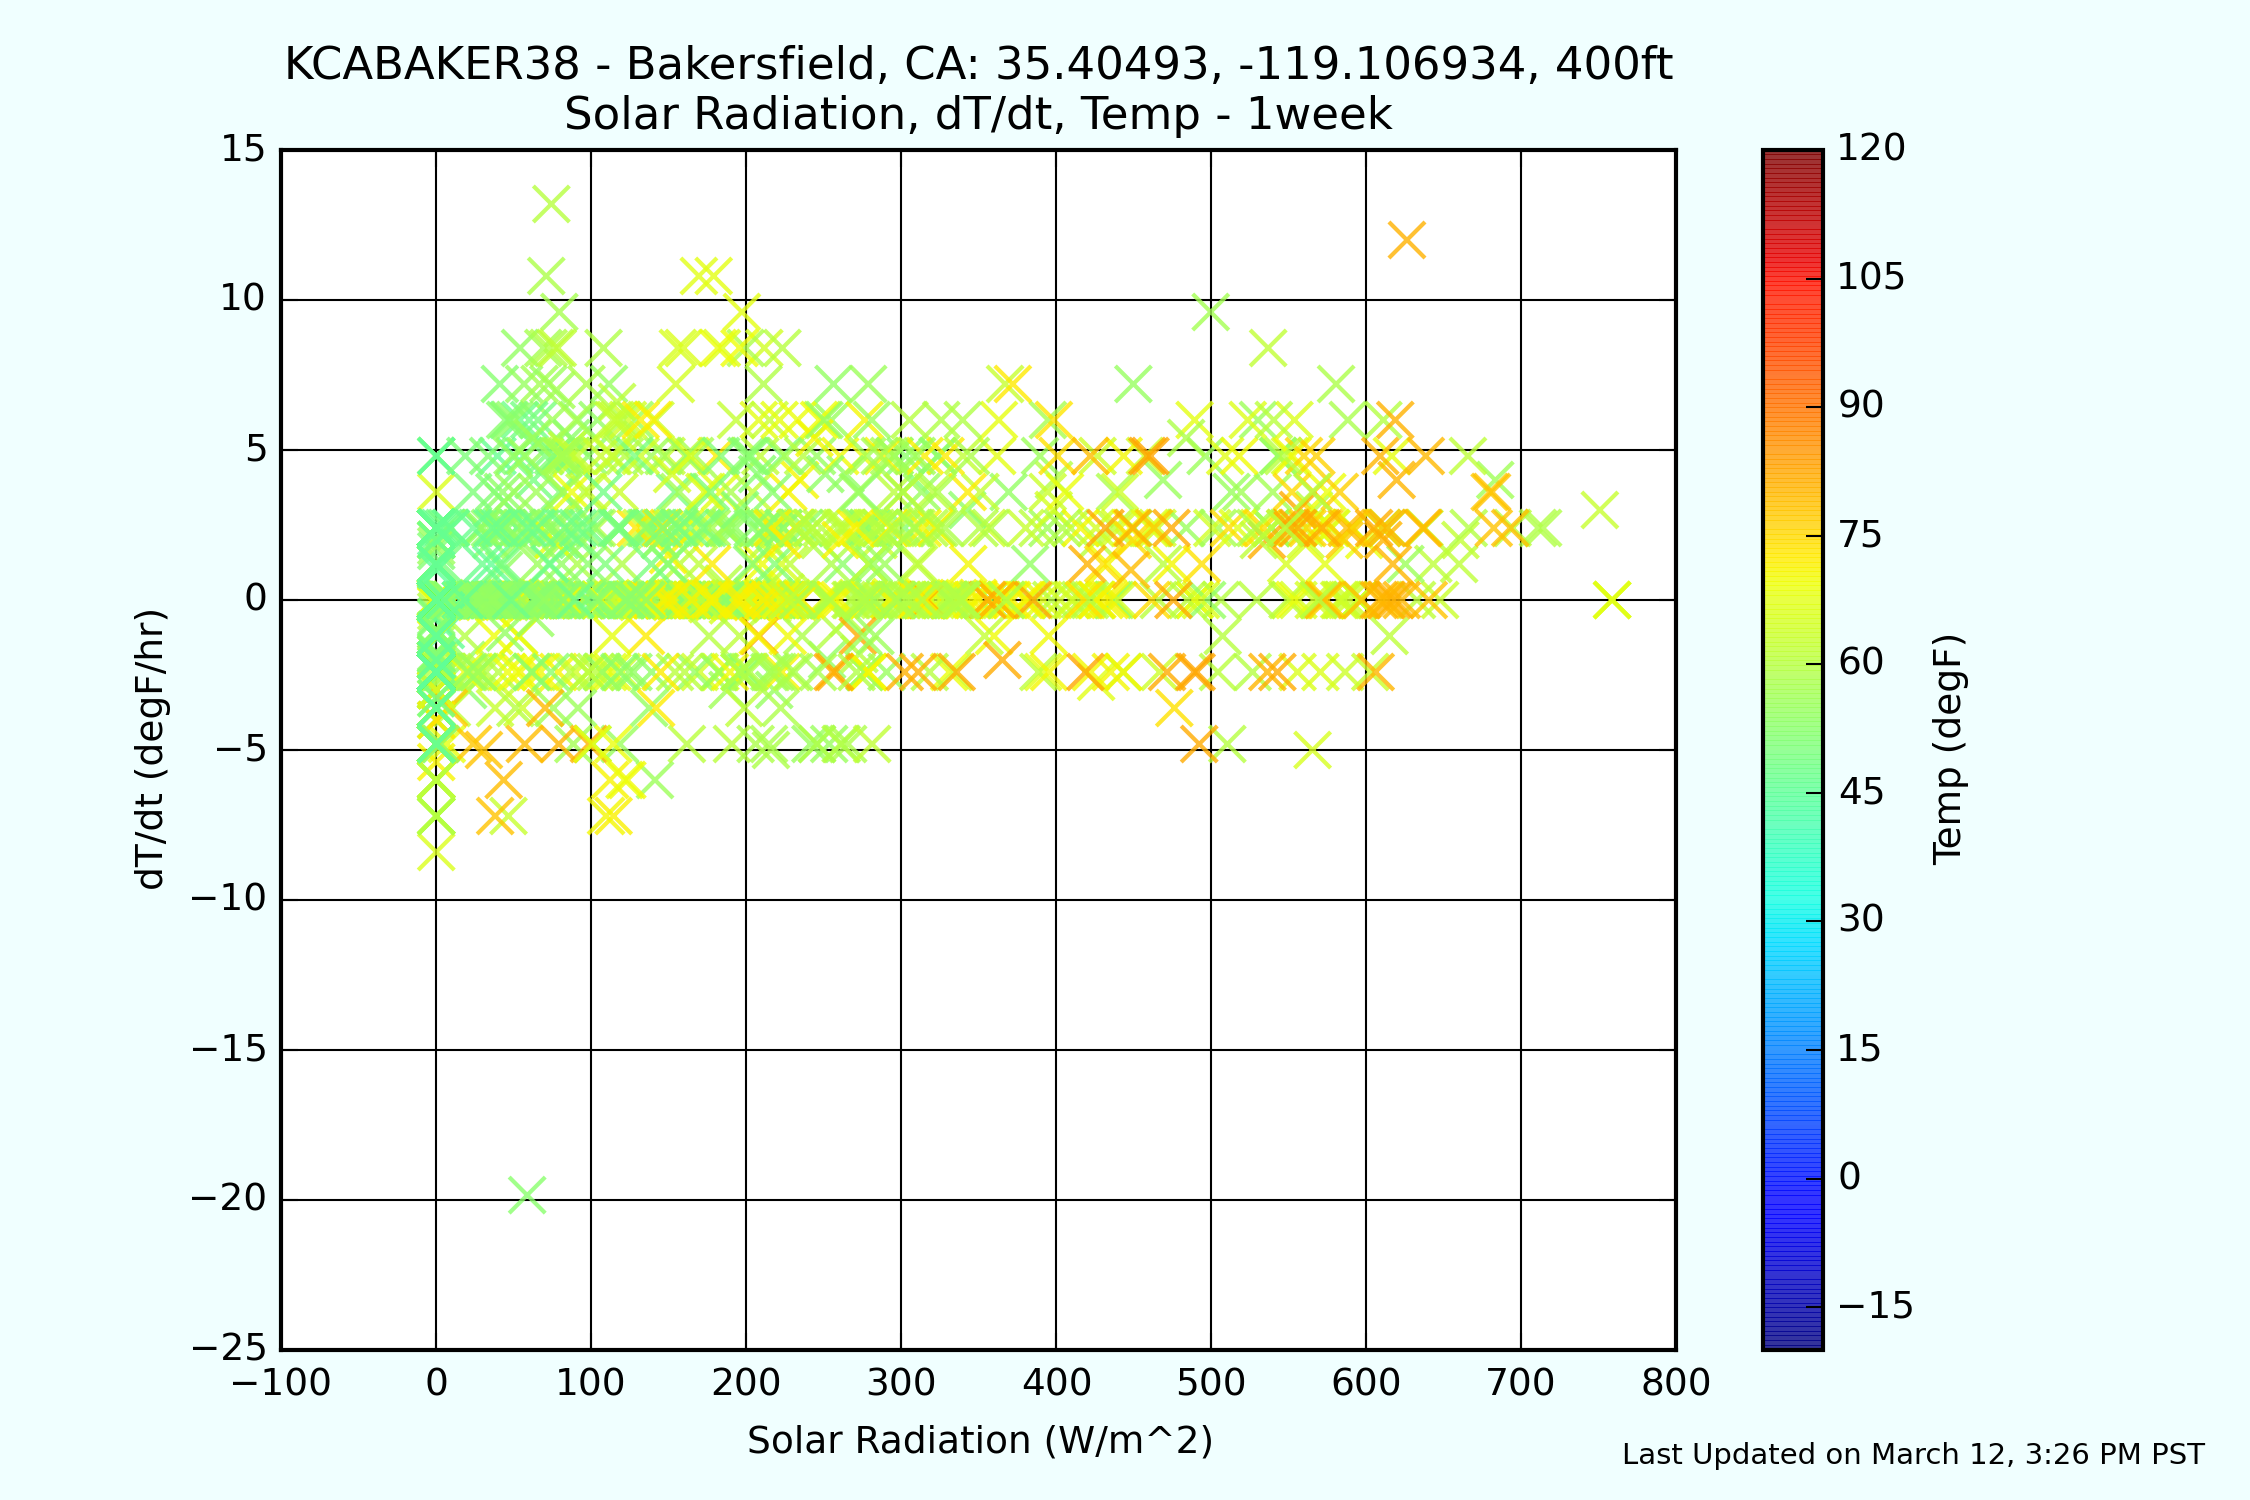 KCABAKER38 - Bakersfield, CA: 35.40493, -119.106934, 400ft
Solar Radiation, dT/dt, Temp - 1week
15
10
5
0
−5
−10
−15
−20
−25
dT/dt (degF/hr)
−100 0 100 200 300 400 500 600 700 800
Solar Radiation (W/m^2)
120
105
90
75
60
45
30
15
0
−15
Temp (degF)
Last Updated on March 12, 3:26 PM PST